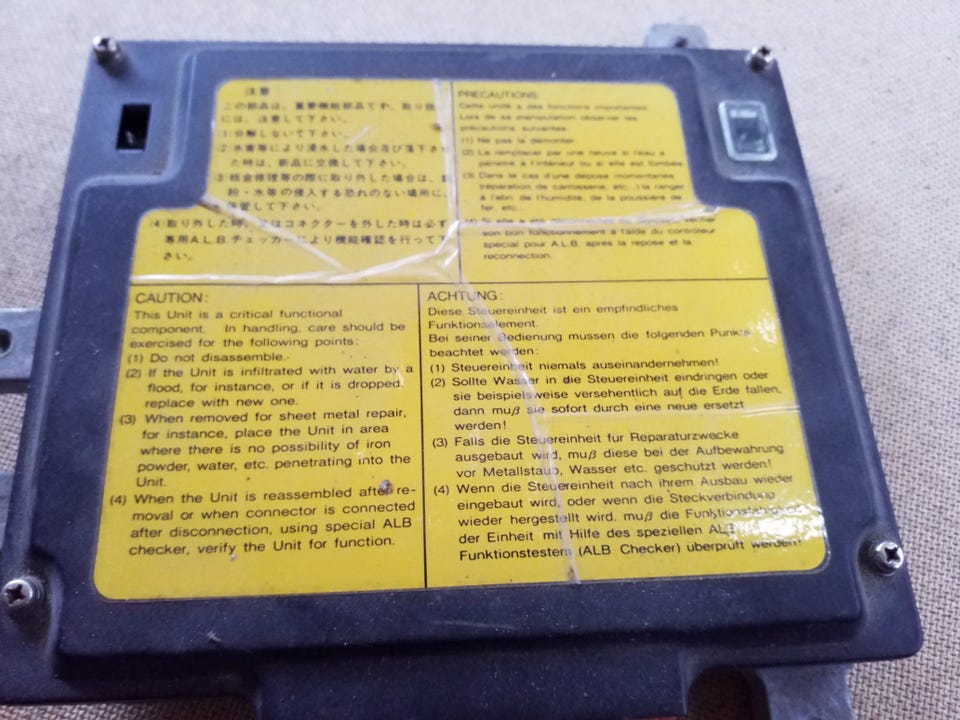 注意
この部品は、重要機能部品ですか、取り扱
には、注意して下さい。
(1)分解しないで下さい。
(2)水害等により浸水した場合及び落下させ
た時は、新品に交換して下さい。
(3)板金修理等の際に取り外した場合は、鉄
粉・水等の侵入する恐れのない場所に、
保管して下さい。
(4)取り外した時、又はコネクターを外した時は必ず
専用A.L.B.チェッカーにより機能確認を行って下
さい。
PRECAUTIONS:
Cette unité a des fonctions importantes.
Lors de sa manipulation observer les
précautions suivantes.
(1) Ne pas la démonter.
(2) La remplacer par une neuve si l'eau a
pénétré à l'intérieur ou si elle est tombée.
(3) Dans le cas d'une dépose momentanée
(réparation de carrosserie, etc...) la ranger
à l'abri de l'humidité, de la poussière de
fer, etc...
(4) Si elle a été vérifier
son bon fonctionnement à l'aide du contrôleur
spécial pour A.L.B. après la repose et la
reconnection.
CAUTION:
This Unit is a critical functional
component. In handling, care should be
exercised for the following points:
(1) Do not disassemble.
(2) If the Unit is infiltrated with water by a
flood, for instance, or if it is dropped,
replace with new one.
(3) When removed for sheet metal repair,
for instance, place the Unit in area
where there is no possibility of iron
powder, water, etc. penetrating into the
Unit.
(4) When the Unit is reassembled after re-
moval or when connector is connected
after disconnection, using special ALB
checker, verify the Unit for function.
ACHTUNG:
Diese Steuereinheit ist ein empfindliches
Funktionselement.
Bei seiner Bedienung mussen die folgenden Punkte
beachtet werden:
(1) Steuereinheit niemals auseinandernehmen!
(2) Sollte Wasser in die Steuereinheit eindringen oder
sie beispielsweise versehentlich auf die Erde fallen,
dann muß sie sofort durch eine neue ersetzt
werden!
(3) Falls die Steuereinheit für Reparaturzwecke
ausgebaut wird, muß diese bei der Aufbewahrung
vor Metallstaub, Wasser etc. geschutzt werden!
(4) Wenn die Steuereinheit nach ihrem Ausbau wieder
eingebaut wird, oder wenn die Steckverbindung
wieder hergestellt wird. muß die Funktionsfahigkeit
der Einheit mit Hilfe des speziellen ALB
Funktionstesters (ALB Checker) uberpruft werden!